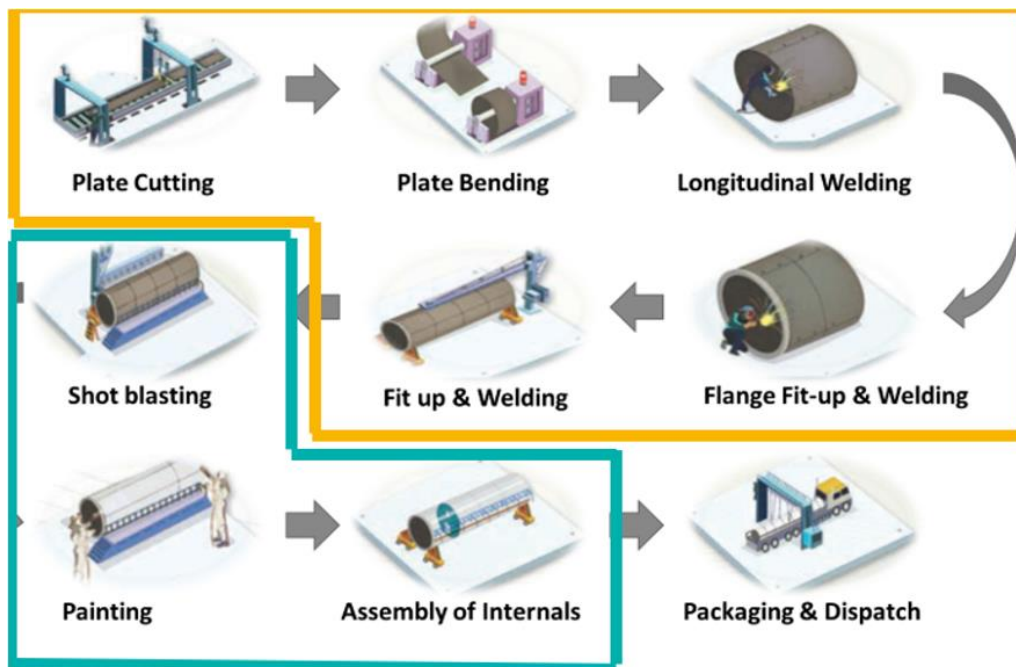 Plate Cutting
Plate Bending
Longitudinal Welding
Shot blasting
Fit up & Welding
Flange Fit-up & Welding
Painting
Assembly of Internals
Packaging & Dispatch